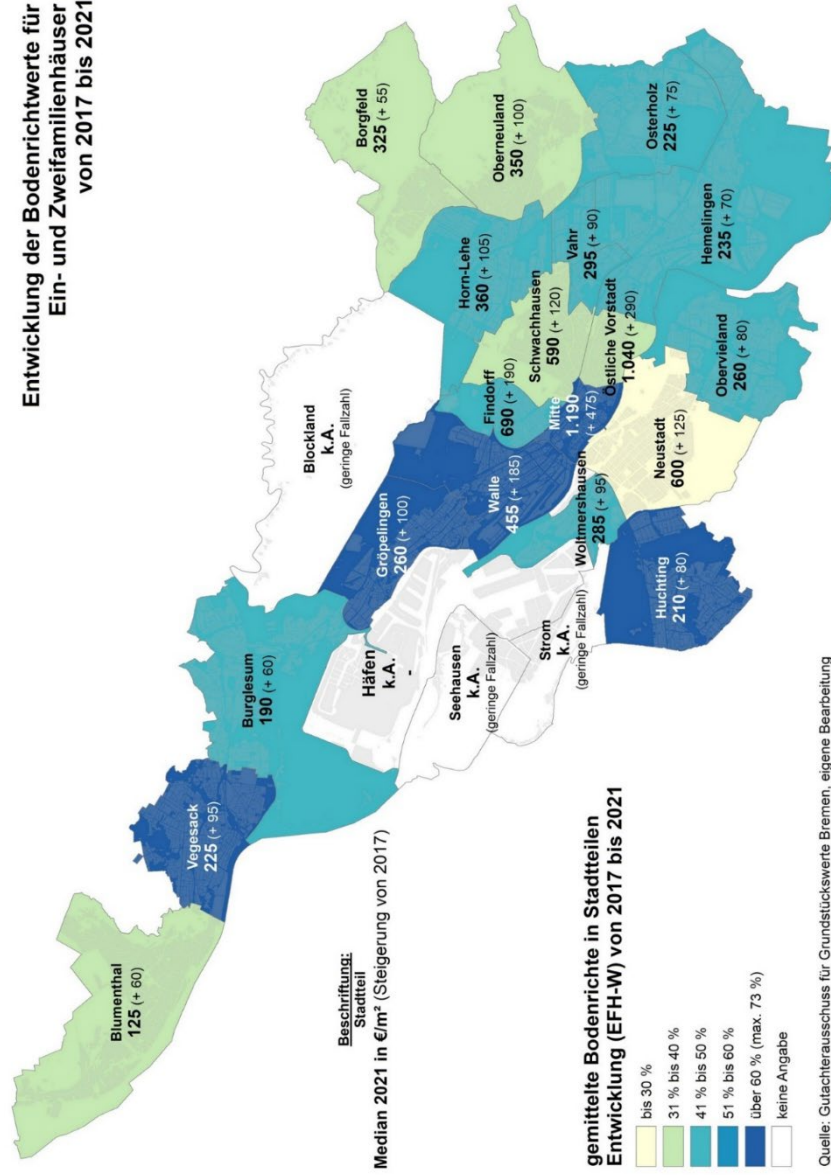 Entwicklung der Bodenrichtwerte für
Ein- und Zweifamilienhäuser
von 2017 bis 2021
Blumenthal
125 (+ 60)
Vegesack
225 (+ 95)
Burglesum
190 (+ 60)
Blockland
k.A.
(geringe Fallzahl)
Borgfeld
325 (+ 55)
Oberneuland
350 (+ 100)
Horn-Lehe
360 (+ 105)
Gröpelingen
260 (+ 100)
Häfen
k.A.
-
Walle
455 (+ 185)
Findorff
690 (+ 190)
Schwachhausen
590 (+ 120)
Vahr
295 (+ 90)
Osterholz
225 (+ 75)
Seehausen
k.A.
(geringe Fallzahl)
Strom
k.A.
(geringe Fallzahl)
Mitte
1.190
(+ 475)
Östliche Vorstadt
1.040 (+ 290)
Woltmershausen
285 (+ 95)
Neustadt
600 (+ 125)
Hemelingen
235 (+ 70)
Obervieland
260 (+ 80)
Huchting
210 (+ 80)
Beschriftung:
Stadtteil
Median 2021 in €/m² (Steigerung von 2017)
gemittelte Bodenrichte in Stadtteilen
Entwicklung (EFH-W) von 2017 bis 2021
bis 30 %
31 % bis 40 %
41 % bis 50 %
51 % bis 60 %
über 60 % (max. 73 %)
keine Angabe
Quelle: Gutachterausschuss für Grundstückswerte Bremen, eigene Bearbeitung